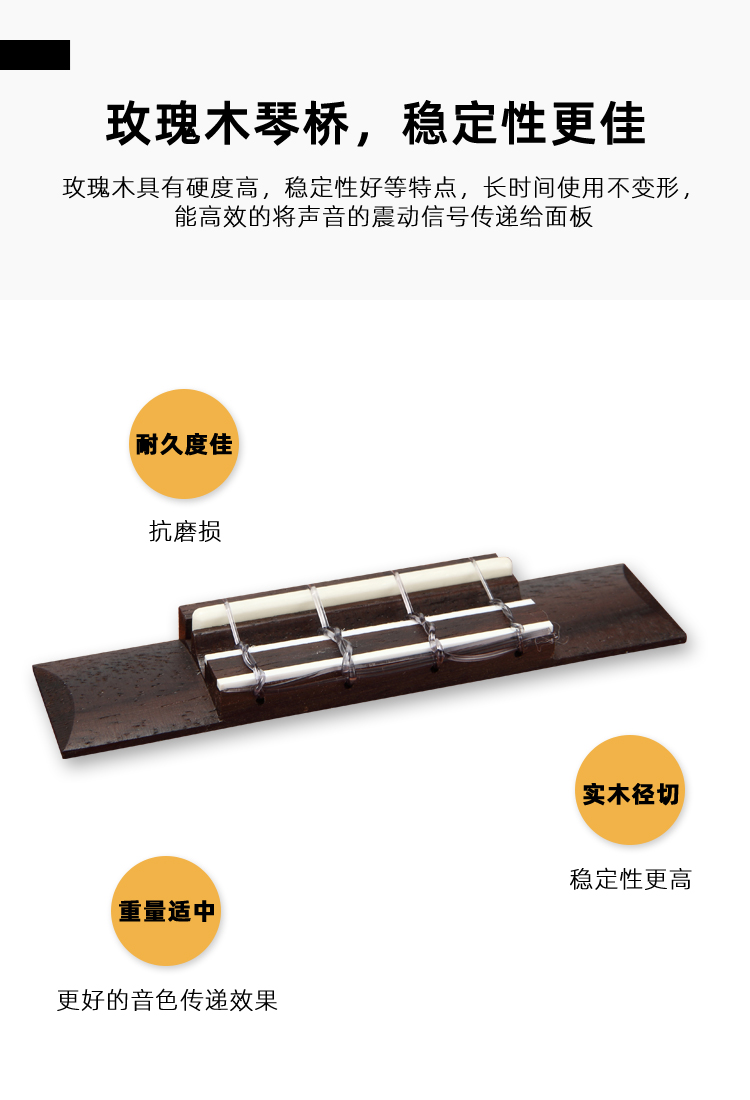 玫瑰木琴桥，稳定性更佳
玫瑰木具有硬度高，稳定性好等特点，长时间使用不变形，
能高效的将声音的震动信号传递给面板
耐久度佳
抗磨损
实木径切
稳定性更高
重量适中
更好的音色传递效果